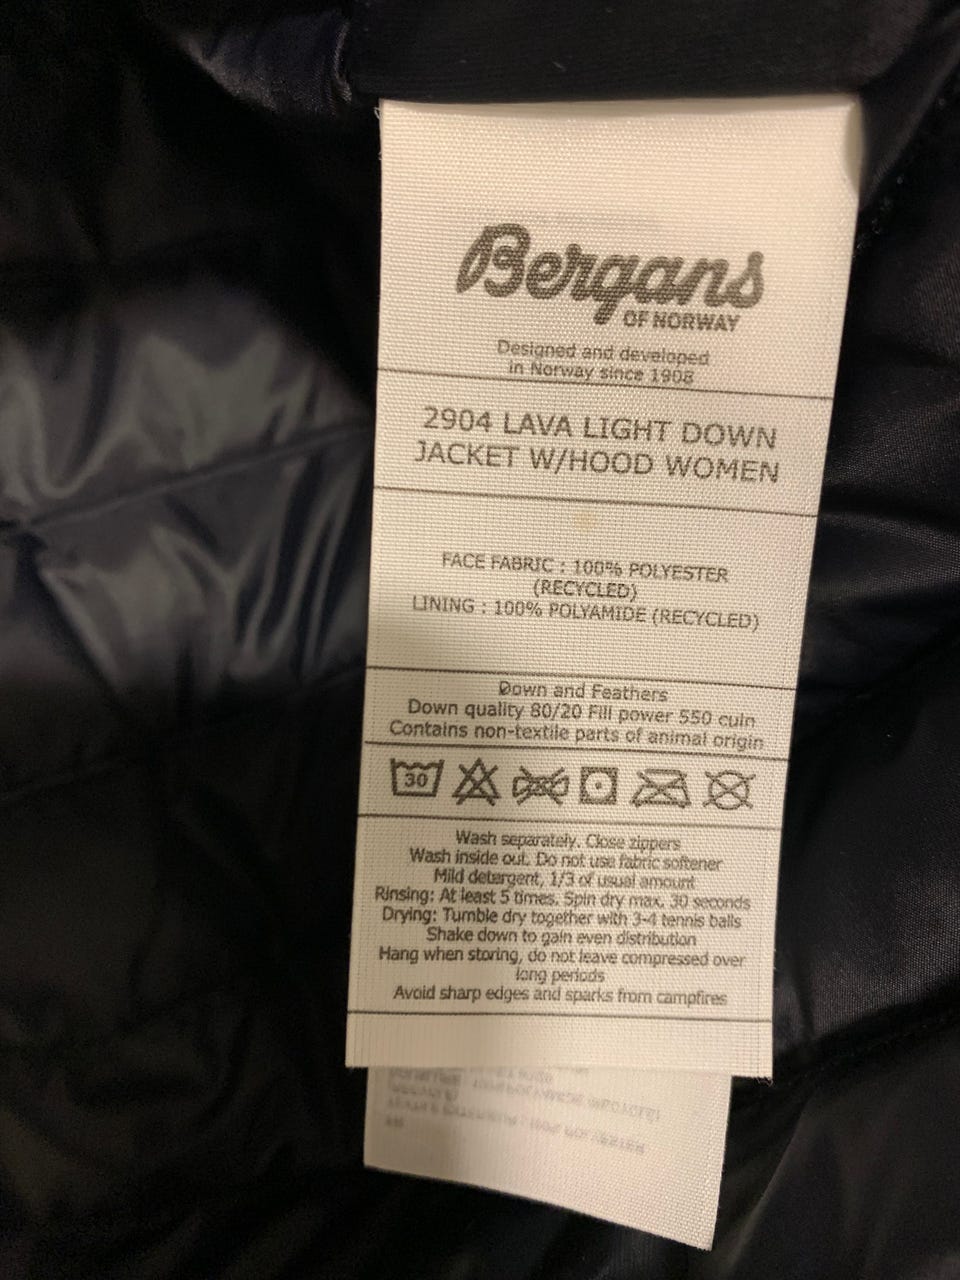 Bergans
OF NORWAY
Designed and developed
in Norway since 1908
2904 LAVA LIGHT DOWN
JACKET W/HOOD WOMEN
FACE FABRIC : 100% POLYESTER
(RECYCLED)
LINING : 100% POLYAMIDE (RECYCLED)
Down and Feathers
Down quality 80/20 Fill power 550 cuin
Contains non-textile parts of animal origin
30
Wash separately. Close zippers
Wash inside out. Do not use fabric softener
Mild detergent, 1/3 of usual amount
Rinsing: At least 5 times. Spin dry max. 30 seconds
Drying: Tumble dry together with 3-4 tennis balls
Shake down to gain even distribution
Hang when storing, do not leave compressed over
long periods
Avoid sharp edges and sparks from campfires